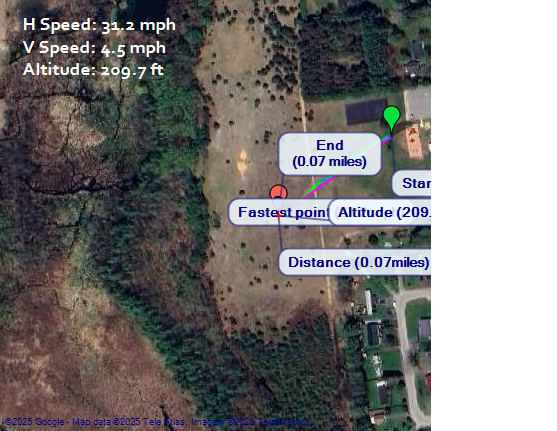 H Speed: 31.2 mph
V Speed: 4.5 mph
Altitude: 209.7 ft
End
(0.07 miles)
Star
Fastest point
Altitude (209.
Distance (0.07miles)
©2025 Google - Map data ©2025 Tele Atlas, Imagery ©2025 TerraMetrics